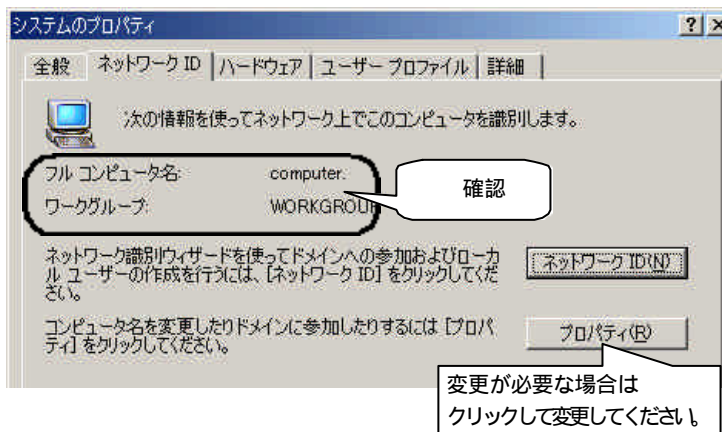 システムのプロパティ
全般 ネットワーク ID ハードウェア ユーザー プロファイル 詳細
次の情報を使ってネットワーク上でこのコンピュータを識別します。
フル コンピュータ名: computer.
ワークグループ: WORKGROUP
確認
ネットワーク識別ウィザードを使ってドメインへの参加およびローカ
ル ユーザーの作成を行うには、[ネットワーク ID] をクリックしてくだ
さい。
ネットワーク ID(N)
コンピュータ名を変更したりドメインに参加したりするには [プロパ
ティ] をクリックしてください。
プロパティ(R)
変更が必要な場合は
クリックして変更してください。